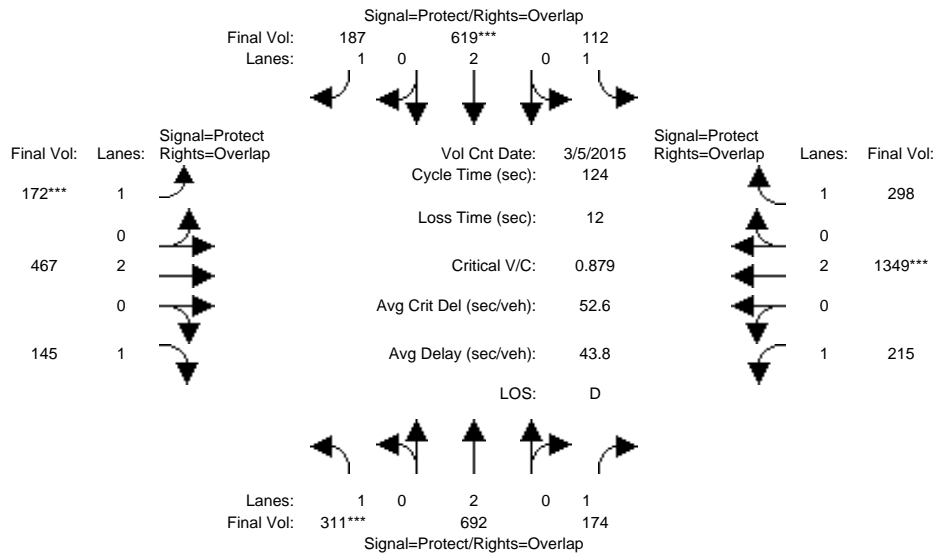 Signal=Protect/Rights=Overlap
Final Vol: 187 619*** 112
Lanes: 1 0 2 0 1
Signal=Protect
Final Vol: Lanes: Rights=Overlap
Vol Cnt Date: 3/5/2015
Signal=Protect
Rights=Overlap Lanes: Final Vol:
Cycle Time (sec): 124
172*** 1
1 298
Loss Time (sec): 12
0
0
467 2
Critical V/C: 0.879
2 1349***
0
Avg Crit Del (sec/veh): 52.6
0
145 1
Avg Delay (sec/veh): 43.8
1 215
LOS: D
Lanes: 1 0 2 0 1
Final Vol: 311*** 692 174
Signal=Protect/Rights=Overlap